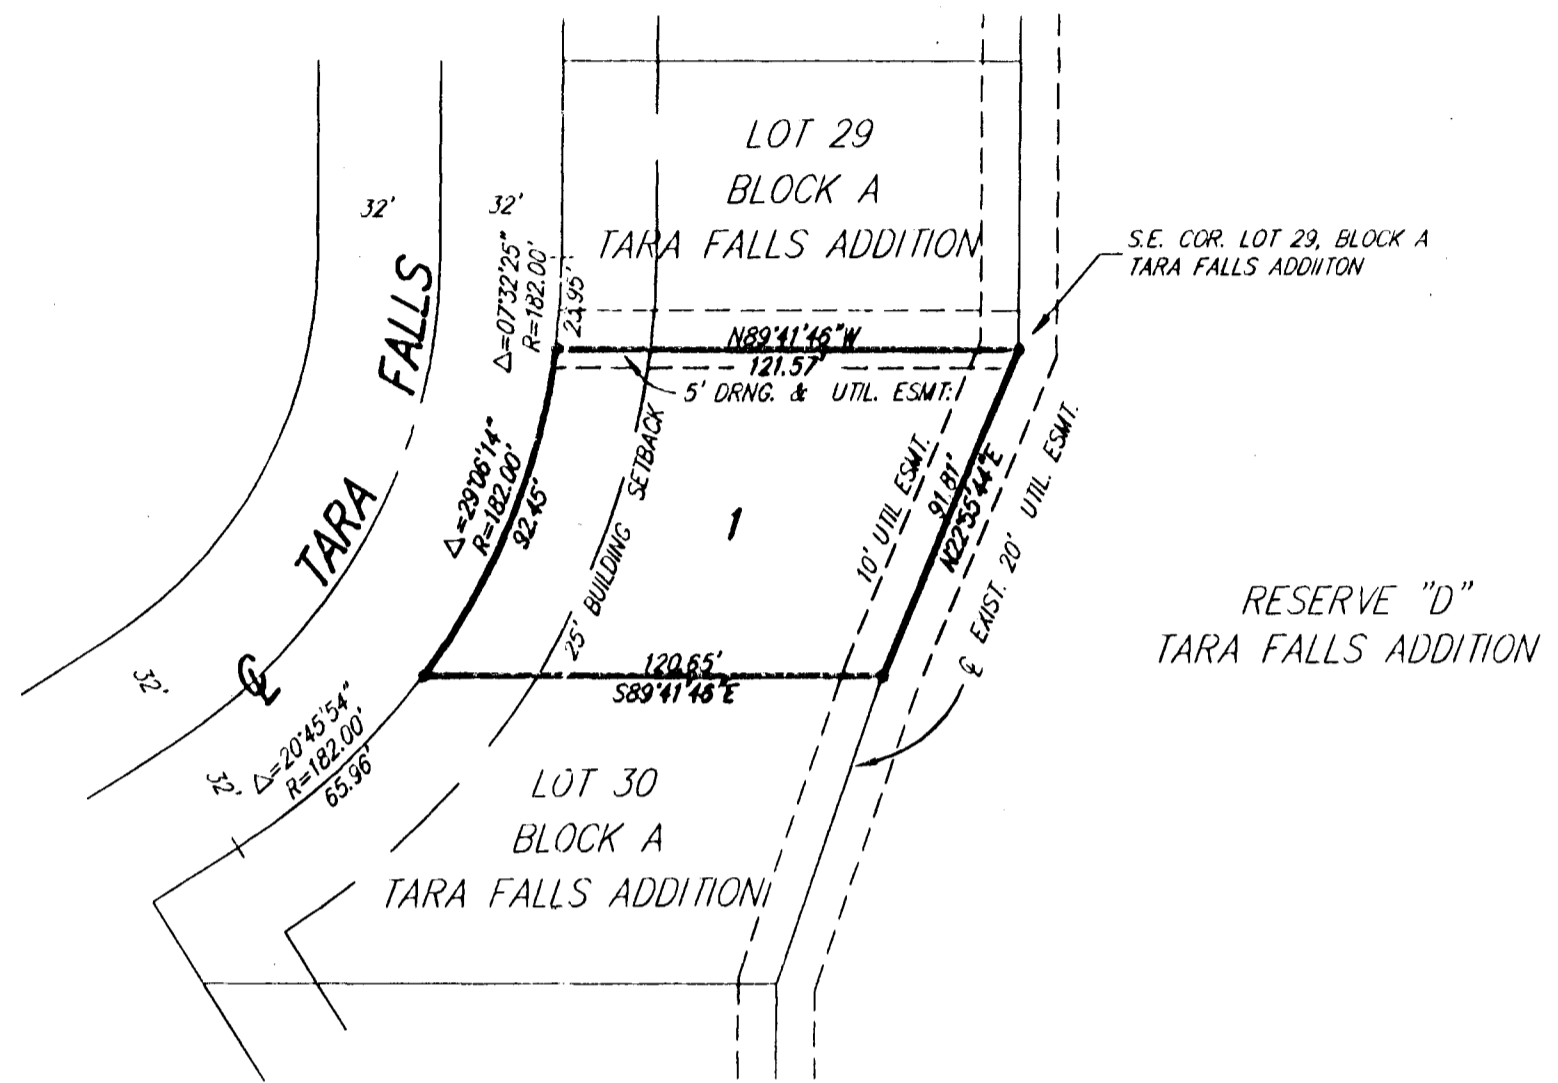 LOT 29
BLOCK A
TARA FALLS ADDITION
32'
32'
S.E. COR. LOT 29, BLOCK A
TARA FALLS ADDIITON
Δ=07°32'25"
R=182.00'
23.95'
N89°41'46"W
121.57'
5' DRNG. & UTIL. ESMT.
TARA FALLS
Δ=29°06'14"
R=182.00'
92.45'
25' BUILDING SETBACK
1
10' UTIL ESMT.
91.81'
N22°55'44"E
℄ EXIST. 20' UTIL. ESMT.
RESERVE "D"
TARA FALLS ADDITION
120.65'
S89°41'46"E
32'
℄
32'
Δ=20°45'54"
R=182.00'
65.96'
LOT 30
BLOCK A
TARA FALLS ADDITION